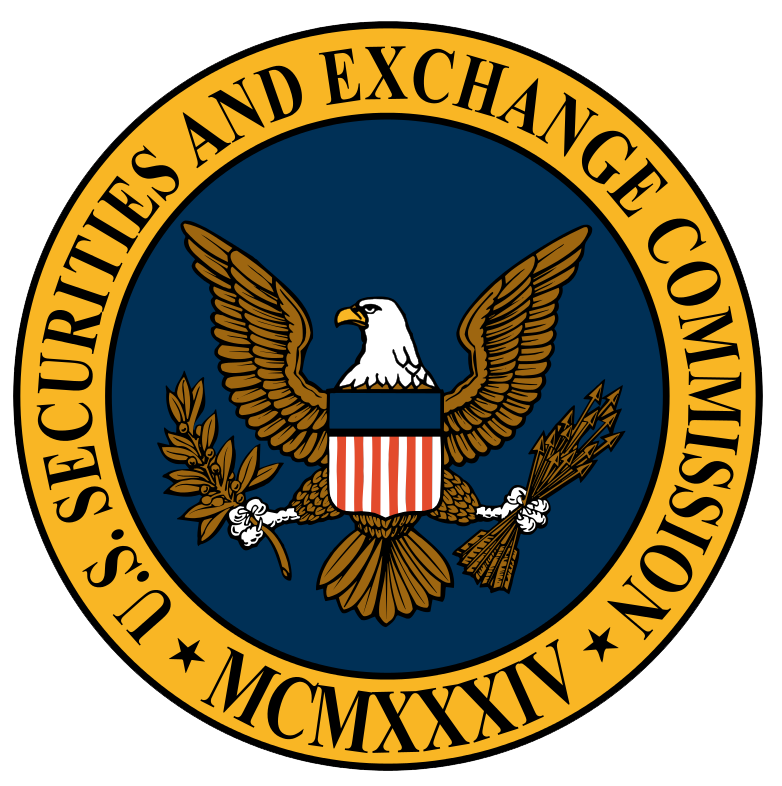 U.S. SECURITIES AND EXCHANGE COMMISSION
★ MCMXXXIV ★